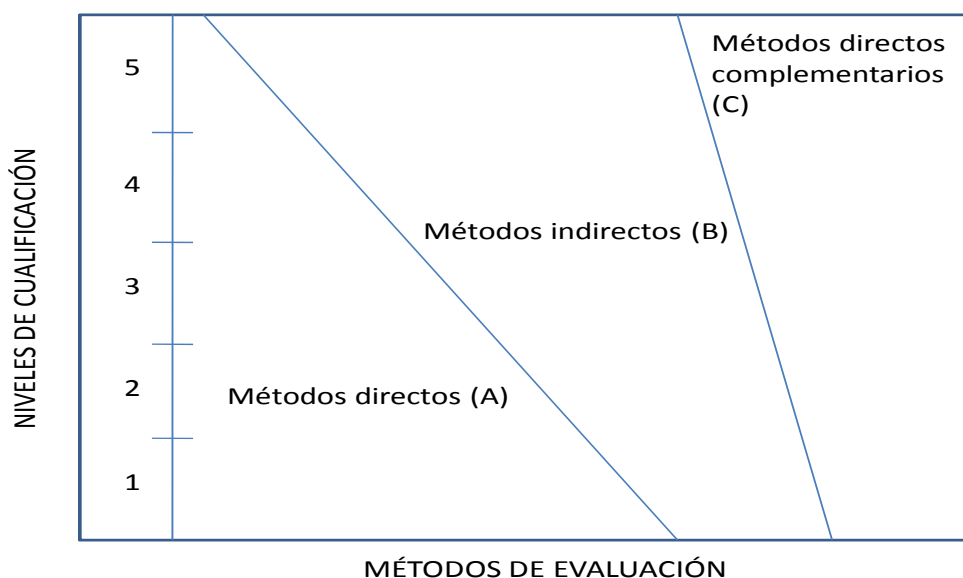 Métodos directos
complementarios
(C)
5
4
Métodos indirectos (B)
3
2
Métodos directos (A)
1
NIVELES DE CUALIFICACIÓN
MÉTODOS DE EVALUACIÓN